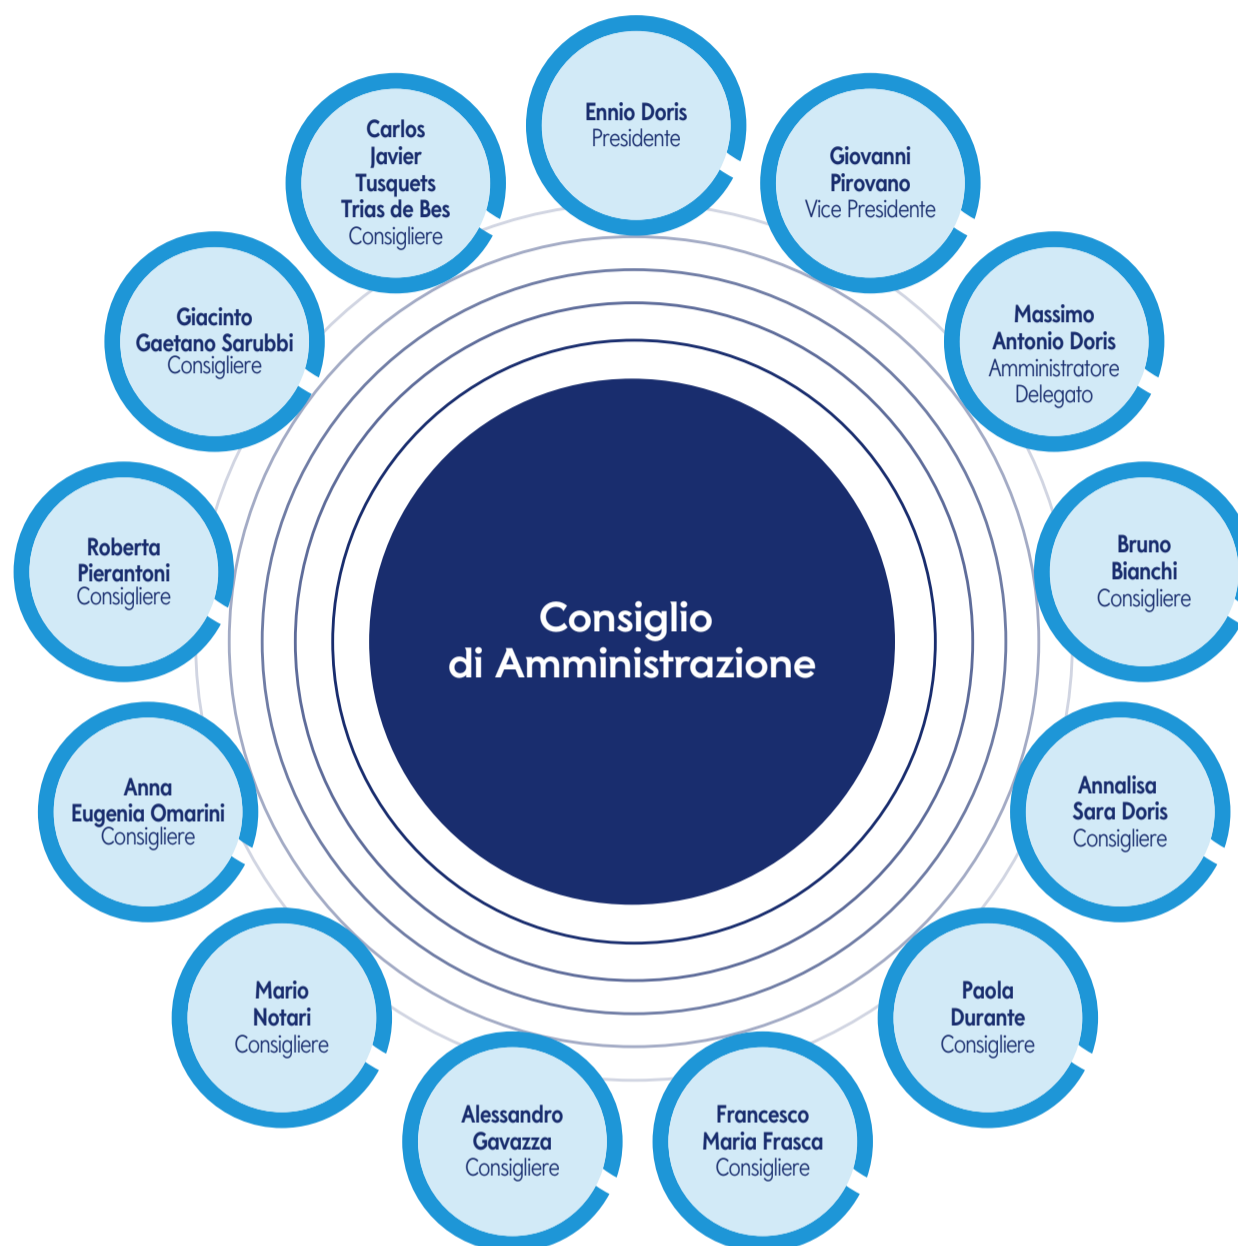 Ennio Doris
Presidente
Giovanni
Pirovano
Vice Presidente
Massimo
Antonio Doris
Amministratore
Delegato
Bruno
Bianchi
Consigliere
Annalisa
Sara Doris
Consigliere
Paola
Durante
Consigliere
Francesco
Maria Frasca
Consigliere
Alessandro
Gavazza
Consigliere
Mario
Notari
Consigliere
Anna
Eugenia Omarini
Consigliere
Roberta
Pierantoni
Consigliere
Giacinto
Gaetano Sarubbi
Consigliere
Carlos
Javier
Tusquets
Trias de Bes
Consigliere
Consiglio
di Amministrazione